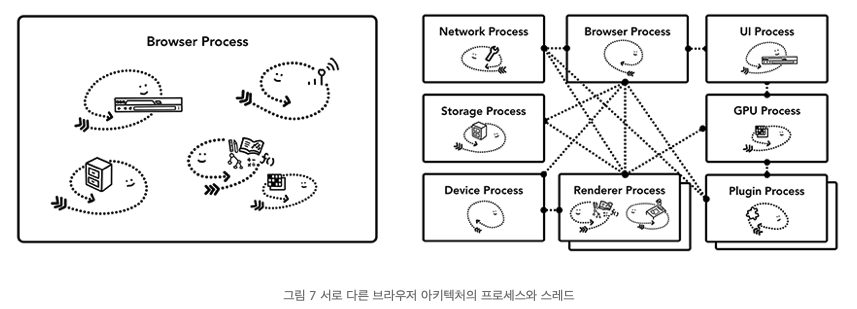 Browser Process
Network Process
Browser Process
UI Process
Storage Process
GPU Process
Device Process
Renderer Process
Plugin Process
그림 7 서로 다른 브라우저 아키텍처의 프로세스와 스레드